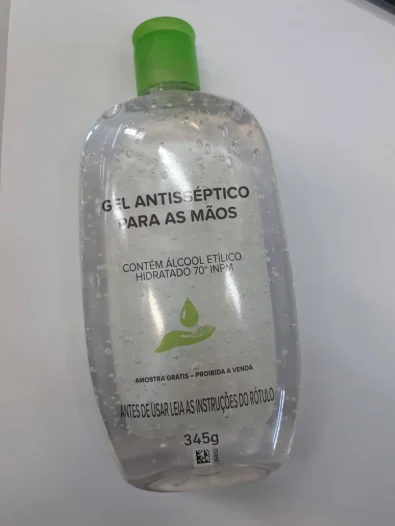 GEL ANTISSÉPTICO
PARA AS MÃOS
CONTÉM ÁLCOOL ETÍLICO
HIDRATADO 70° INPM
AMOSTRA GRÁTIS – PROIBIDA A VENDA
ANTES DE USAR LEIA AS INSTRUÇÕES DO RÓTULO
345g